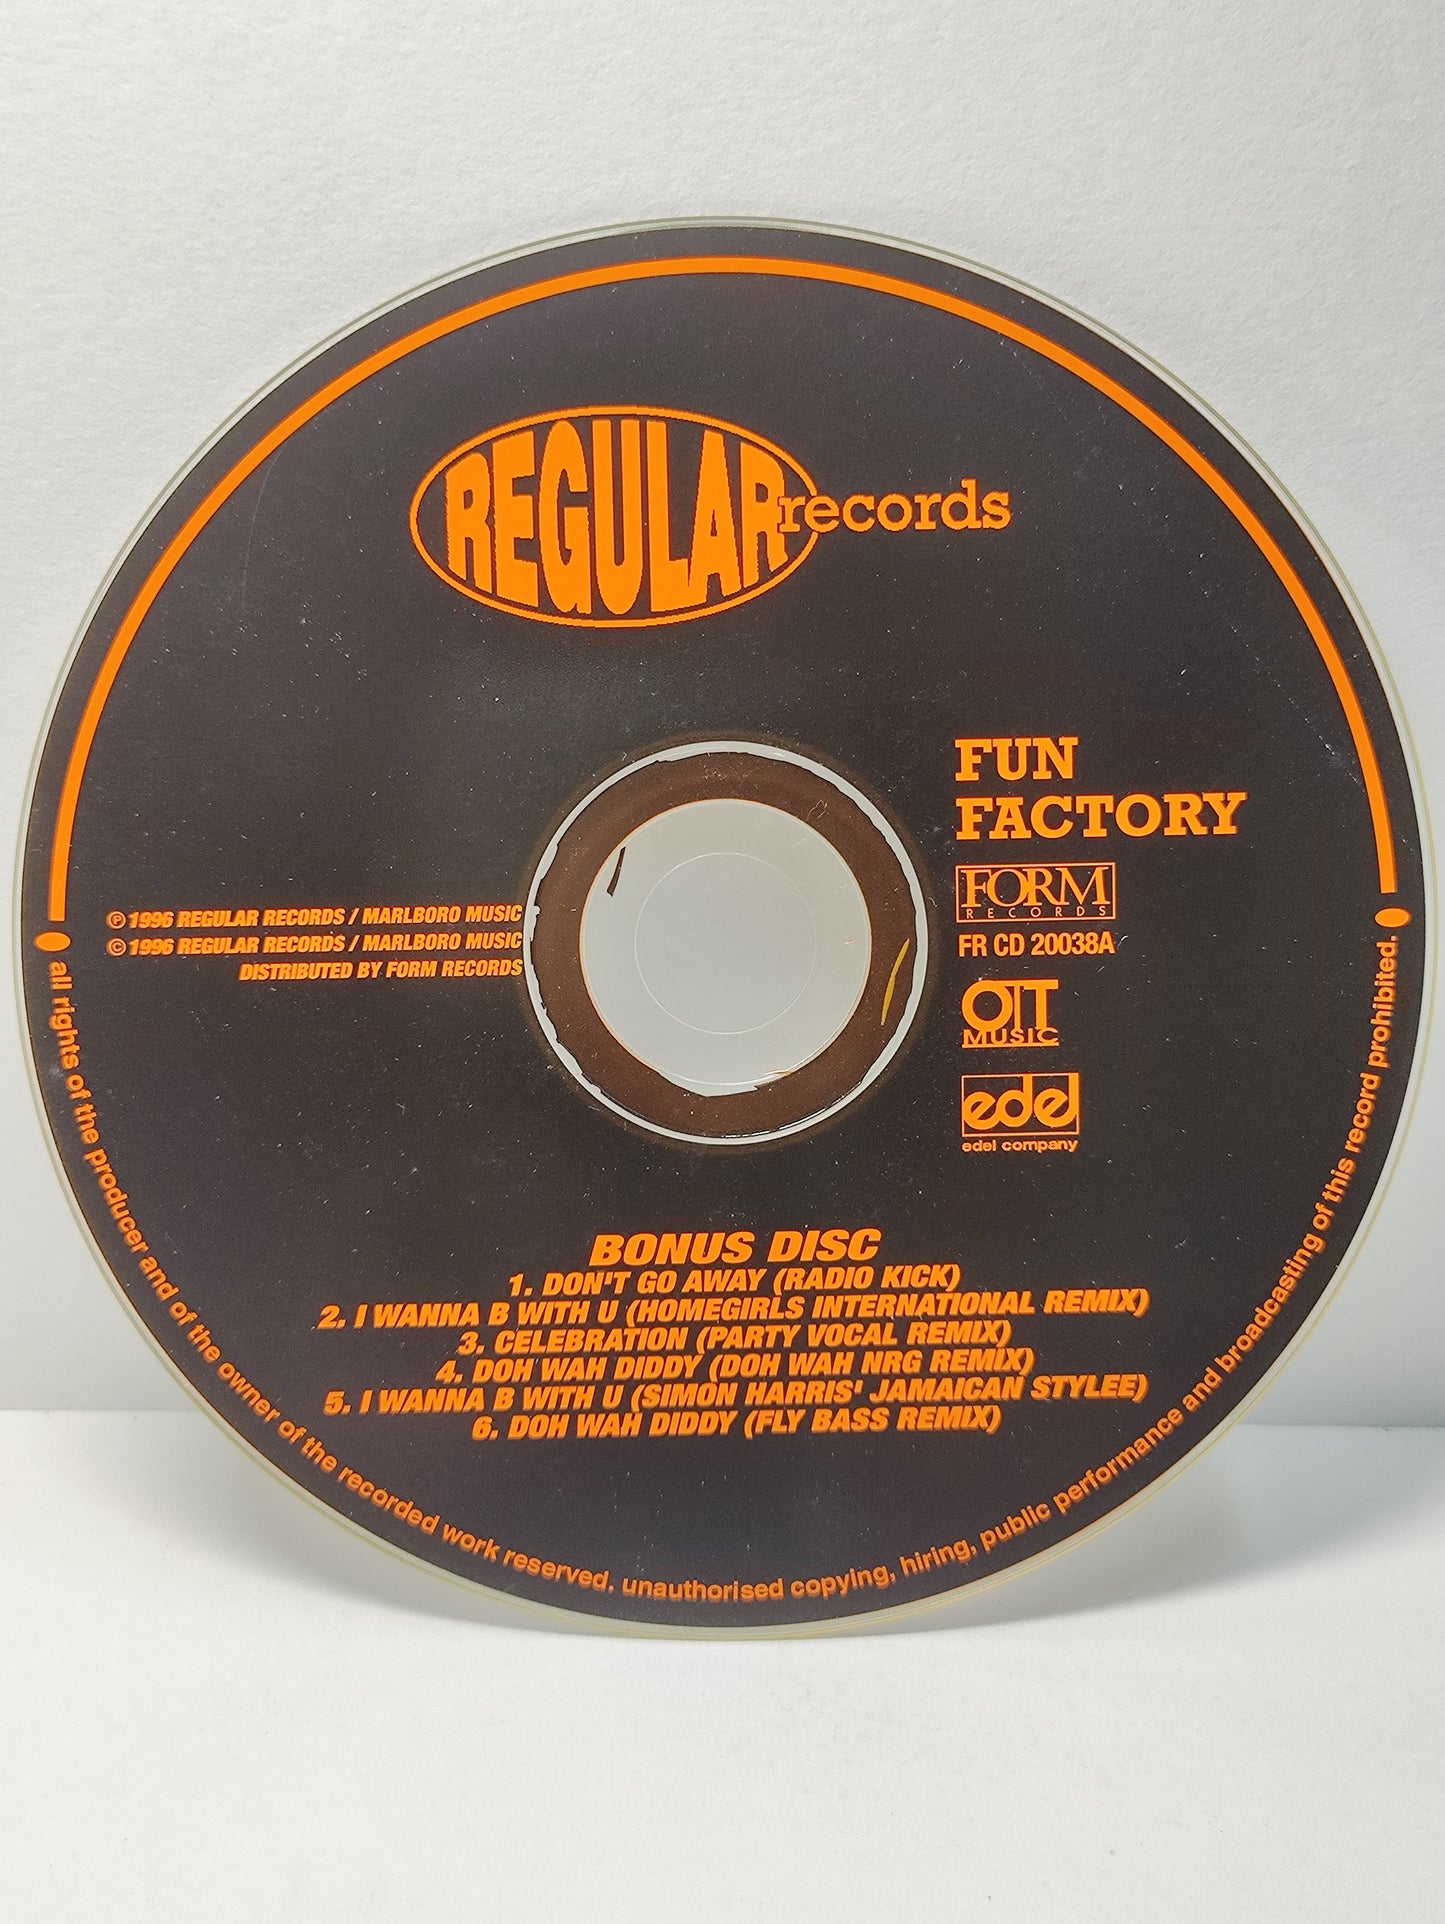 REGULAR records
FUN
FACTORY
FORM
RECORDS
FR CD 20038A
OTT
MUSIC
edel
edel company
Ⓟ 1996 REGULAR RECORDS / MARLBORO MUSIC
© 1996 REGULAR RECORDS / MARLBORO MUSIC
DISTRIBUTED BY FORM RECORDS
BONUS DISC
1. DON'T GO AWAY (RADIO KICK)
2. I WANNA B WITH U (HOMEGIRLS INTERNATIONAL REMIX)
3. CELEBRATION (PARTY VOCAL REMIX)
4. DOH WAH DIDDY (DOH WAH NRG REMIX)
5. I WANNA B WITH U (SIMON HARRIS' JAMAICAN STYLEE)
6. DOH WAH DIDDY (FLY BASS REMIX)
all rights of the producer and of the owner of the recorded work reserved. unauthorised copying, hiring, public performance and broadcasting of this record prohibited.